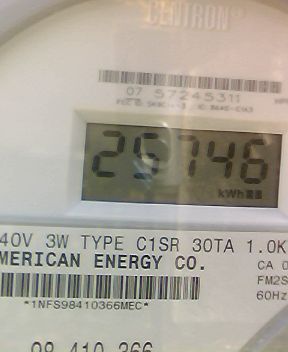 CENTRON
07 57245311
25746
kWh
40V 3W TYPE C1SR 30TA 1.0K
MERICAN ENERGY CO.
CA 0
FM2S
60Hz
*1NFS98410366MEC*
98 410 366